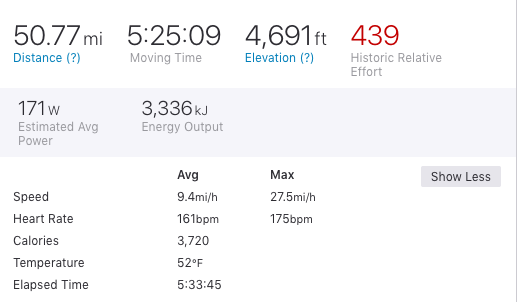 50.77mi 5:25:09 4,691ft 439
Distance (?) Moving Time Elevation (?) Historic Relative
Effort
171W 3,336kJ
Estimated Avg Energy Output
Power
Avg Max
Show Less
Speed 9.4mi/h 27.5mi/h
Heart Rate 161bpm 175bpm
Calories 3,720
Temperature 52°F
Elapsed Time 5:33:45